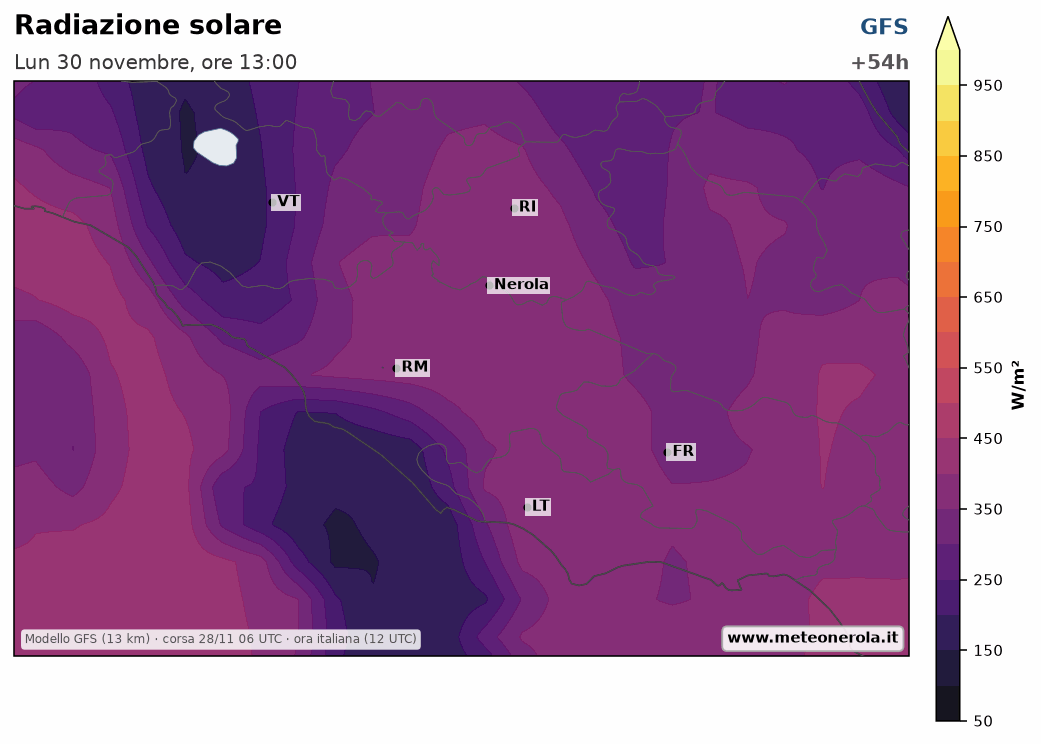 Radiazione solare
GFS
Lun 30 novembre, ore 13:00
+54h
VT
RI
Nerola
RM
FR
LT
Modello GFS (13 km) · corsa 28/11 06 UTC · ora italiana (12 UTC)
www.meteonerola.it
950
850
750
650
550
450
350
250
150
50
W/m²